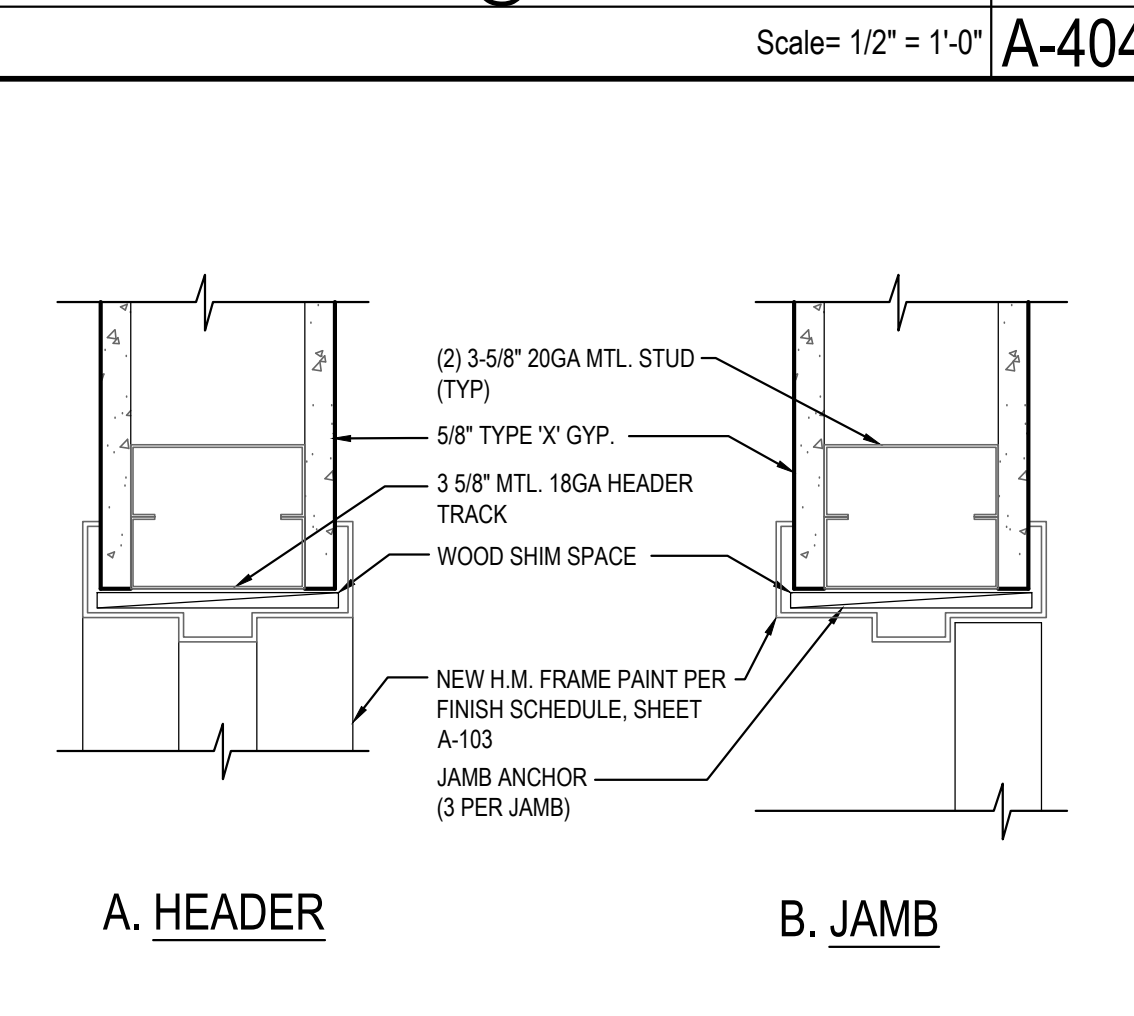 Scale= 1/2" = 1'-0"
A-404
(2) 3-5/8" 20GA MTL. STUD
(TYP)
5/8" TYPE 'X' GYP.
3 5/8" MTL. 18GA HEADER
TRACK
WOOD SHIM SPACE
NEW H.M. FRAME PAINT PER
FINISH SCHEDULE, SHEET
A-103
JAMB ANCHOR
(3 PER JAMB)
A. HEADER
B. JAMB